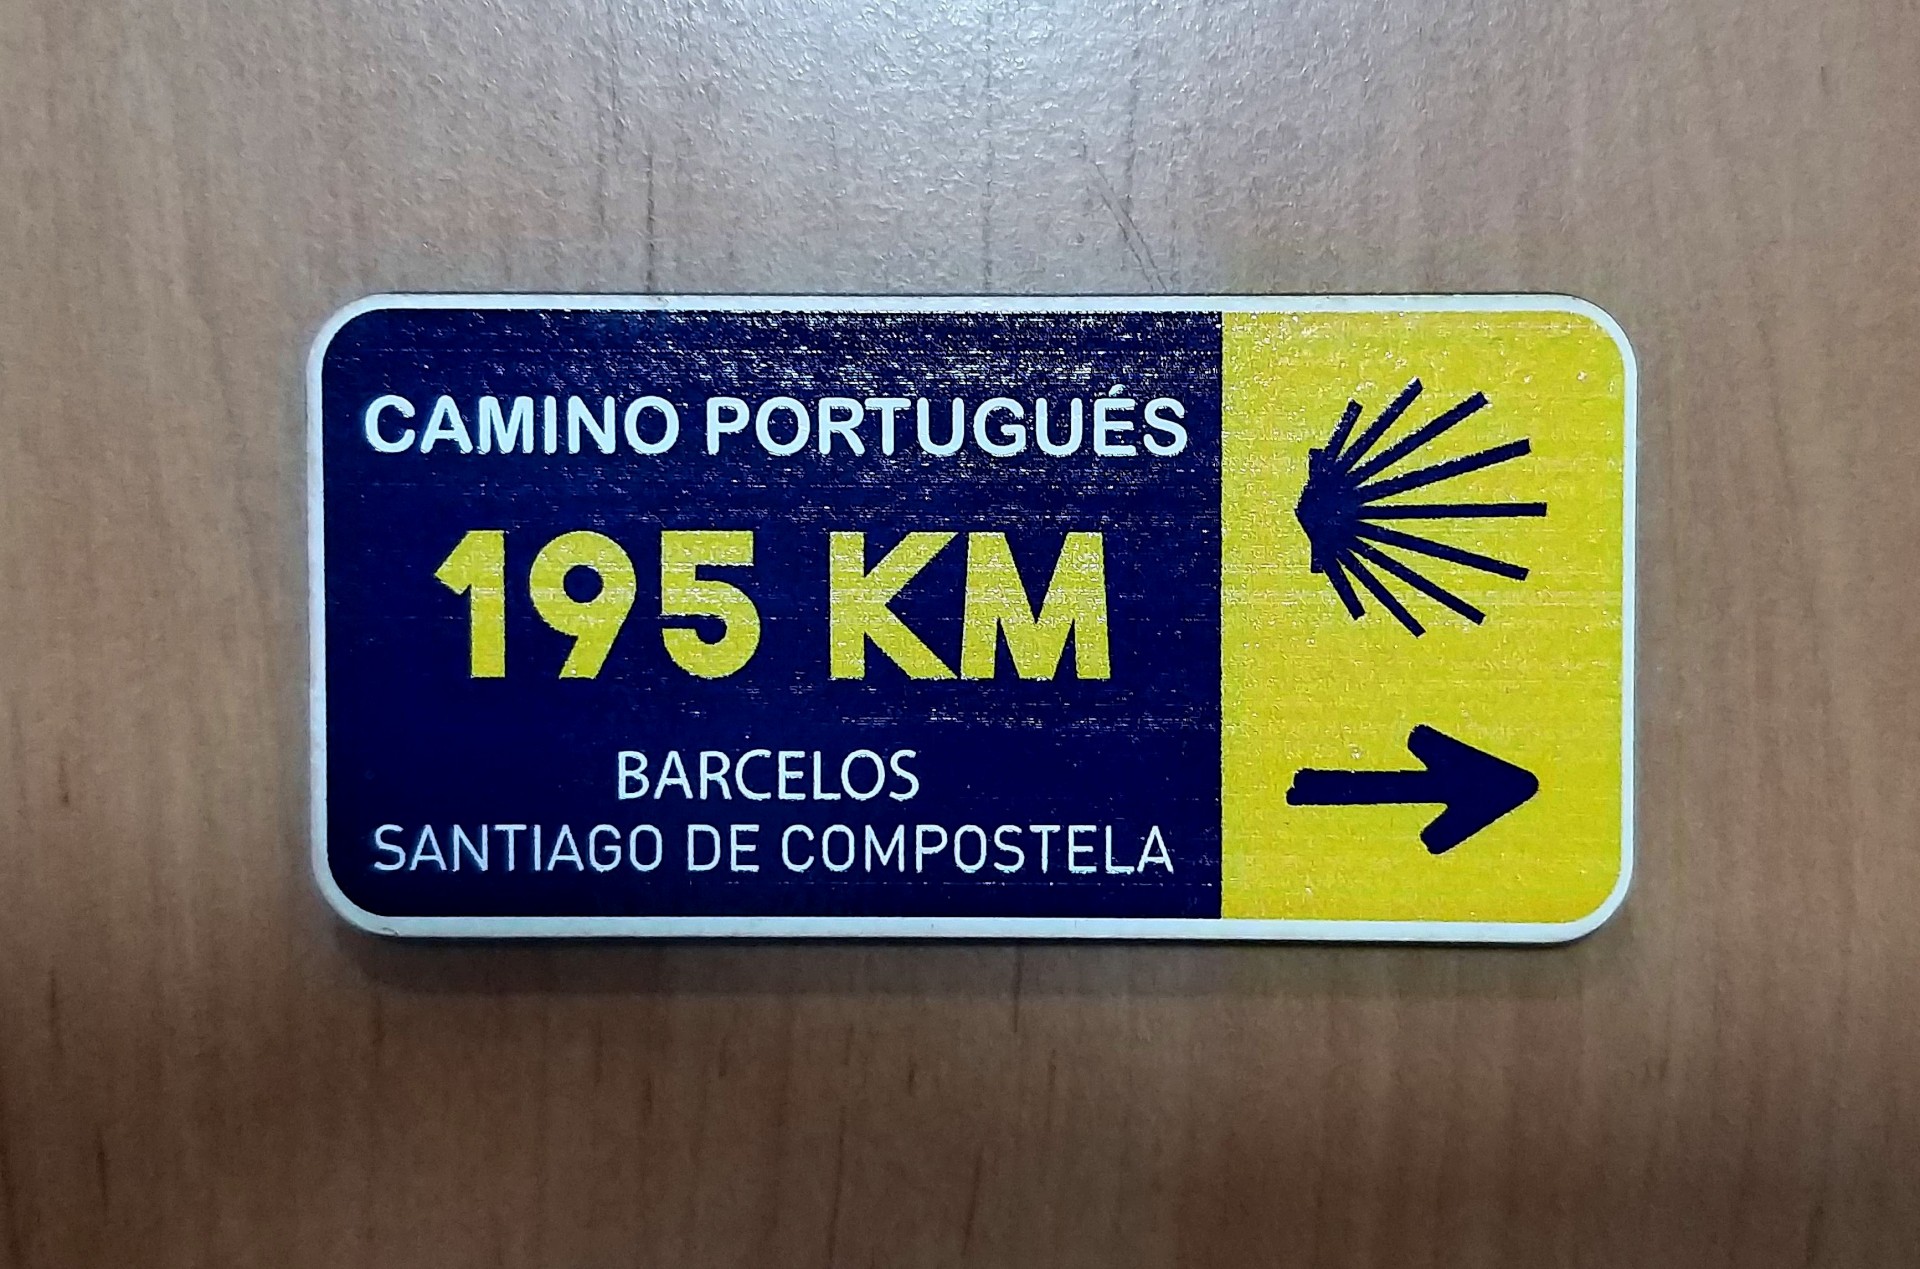 CAMINO PORTUGUÉS
195 KM
BARCELOS
SANTIAGO DE COMPOSTELA